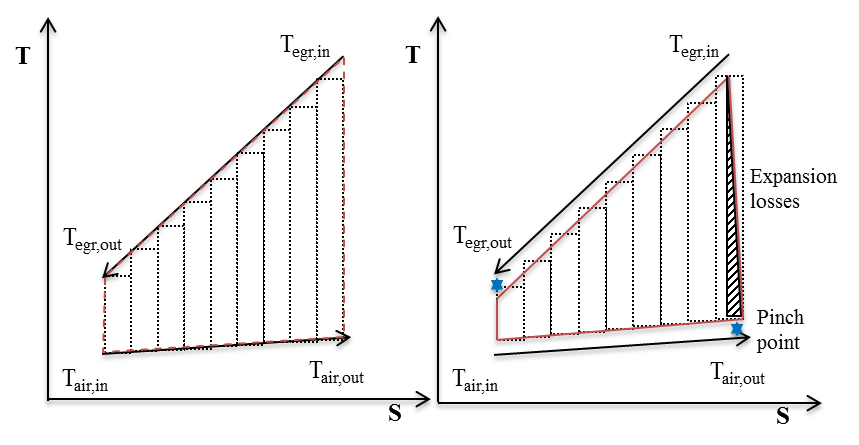 T
Tegr,in
Tegr,out
Tair,in
Tair,out
S
T
Tegr,in
Expansion
losses
Tegr,out
Pinch
point
Tair,in
Tair,out
S